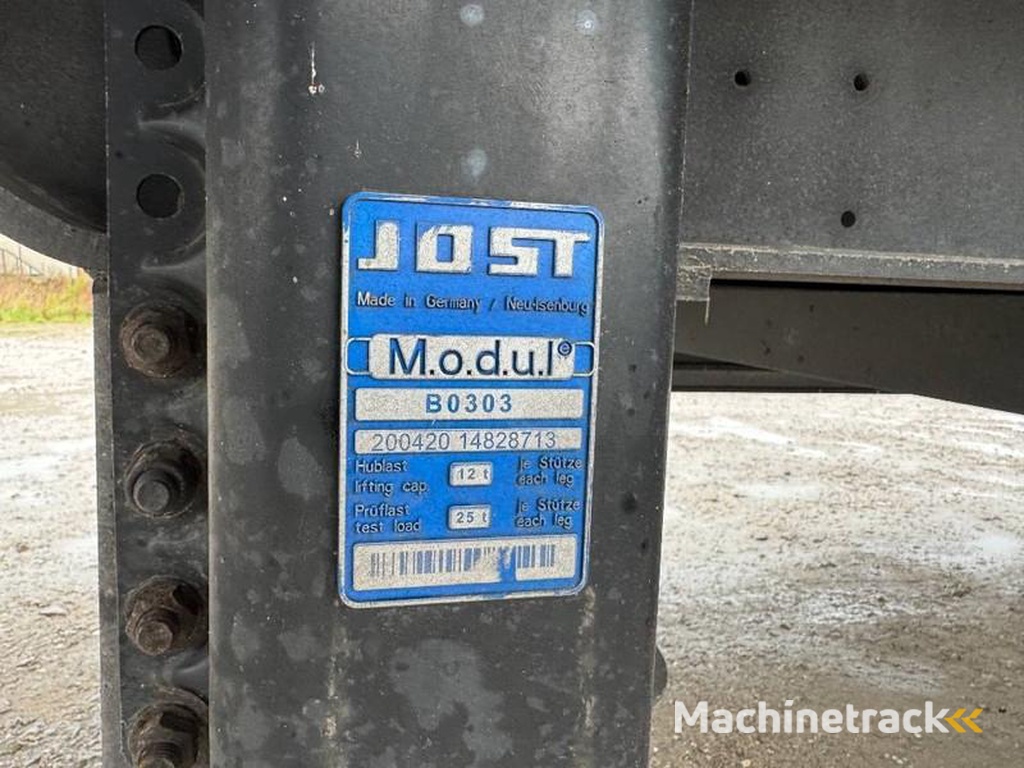 JOST
Made in Germany / Neu-Isenburg
M.o.d.u.l®
B0303
200420 14828713
Hublast 12 t je Stütze
lifting cap. each leg
Prüflast 25 t je Stütze
test load each leg
Machinetrack